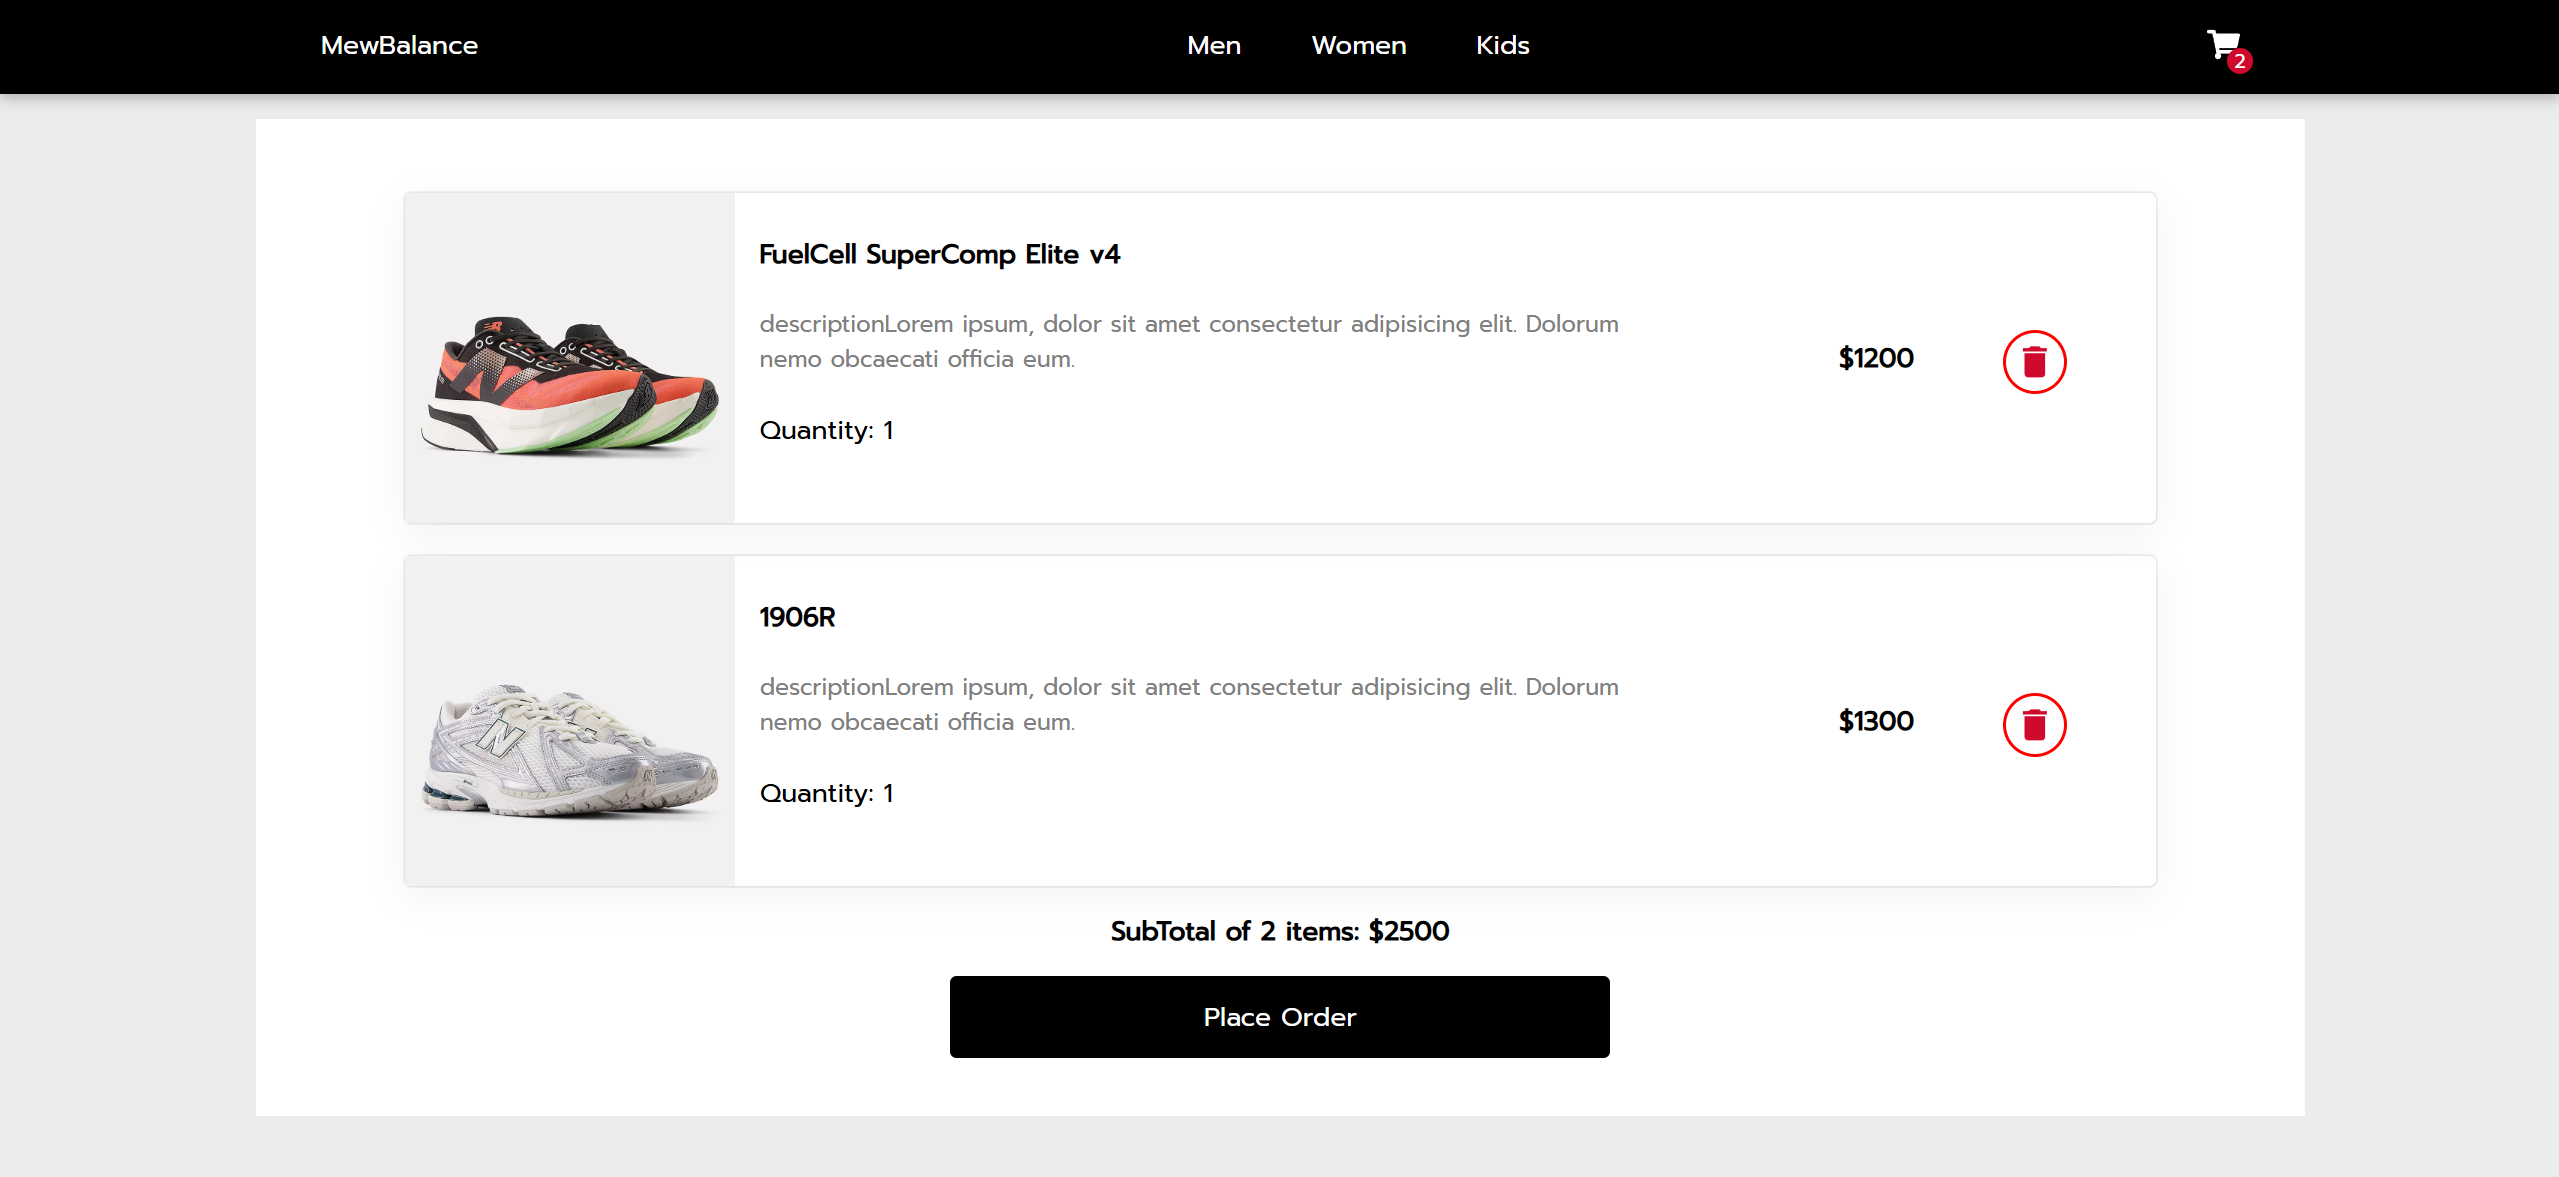 MewBalance
Men
Women
Kids
2
FuelCell SuperComp Elite v4
descriptionLorem ipsum, dolor sit amet consectetur adipisicing elit. Dolorum
nemo obcaecati officia eum.
Quantity: 1
$1200
1906R
descriptionLorem ipsum, dolor sit amet consectetur adipisicing elit. Dolorum
nemo obcaecati officia eum.
Quantity: 1
$1300
SubTotal of 2 items: $2500
Place Order